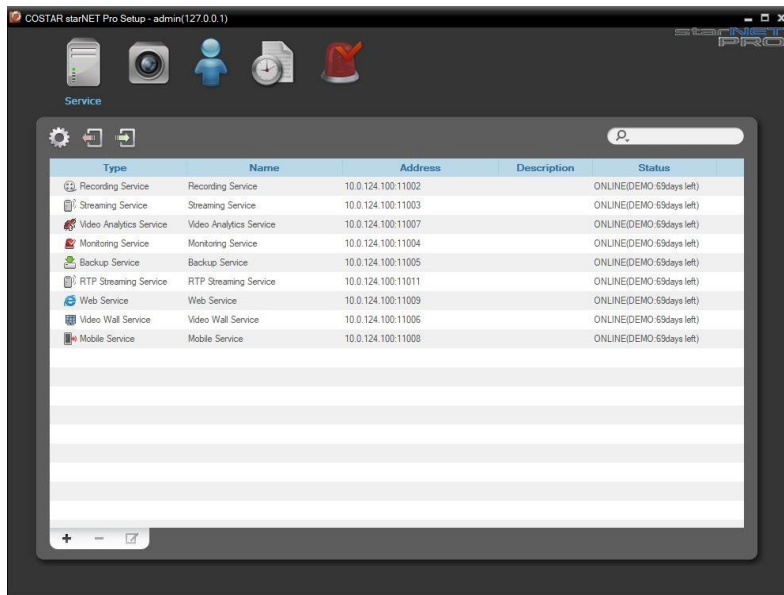 COSTAR starNET Pro Setup - admin(127.0.0.1)
starNET
PRO
Service
Type Name Address Description Status
Recording Service Recording Service 10.0.124.100:11002 ONLINE(DEMO:69days left)
Streaming Service Streaming Service 10.0.124.100:11003 ONLINE(DEMO:69days left)
Video Analytics Service Video Analytics Service 10.0.124.100:11007 ONLINE(DEMO:69days left)
Monitoring Service Monitoring Service 10.0.124.100:11004 ONLINE(DEMO:69days left)
Backup Service Backup Service 10.0.124.100:11005 ONLINE(DEMO:69days left)
RTP Streaming Service RTP Streaming Service 10.0.124.100:11011 ONLINE(DEMO:69days left)
Web Service Web Service 10.0.124.100:11009 ONLINE(DEMO:69days left)
Video Wall Service Video Wall Service 10.0.124.100:11006 ONLINE(DEMO:69days left)
Mobile Service Mobile Service 10.0.124.100:11008 ONLINE(DEMO:69days left)